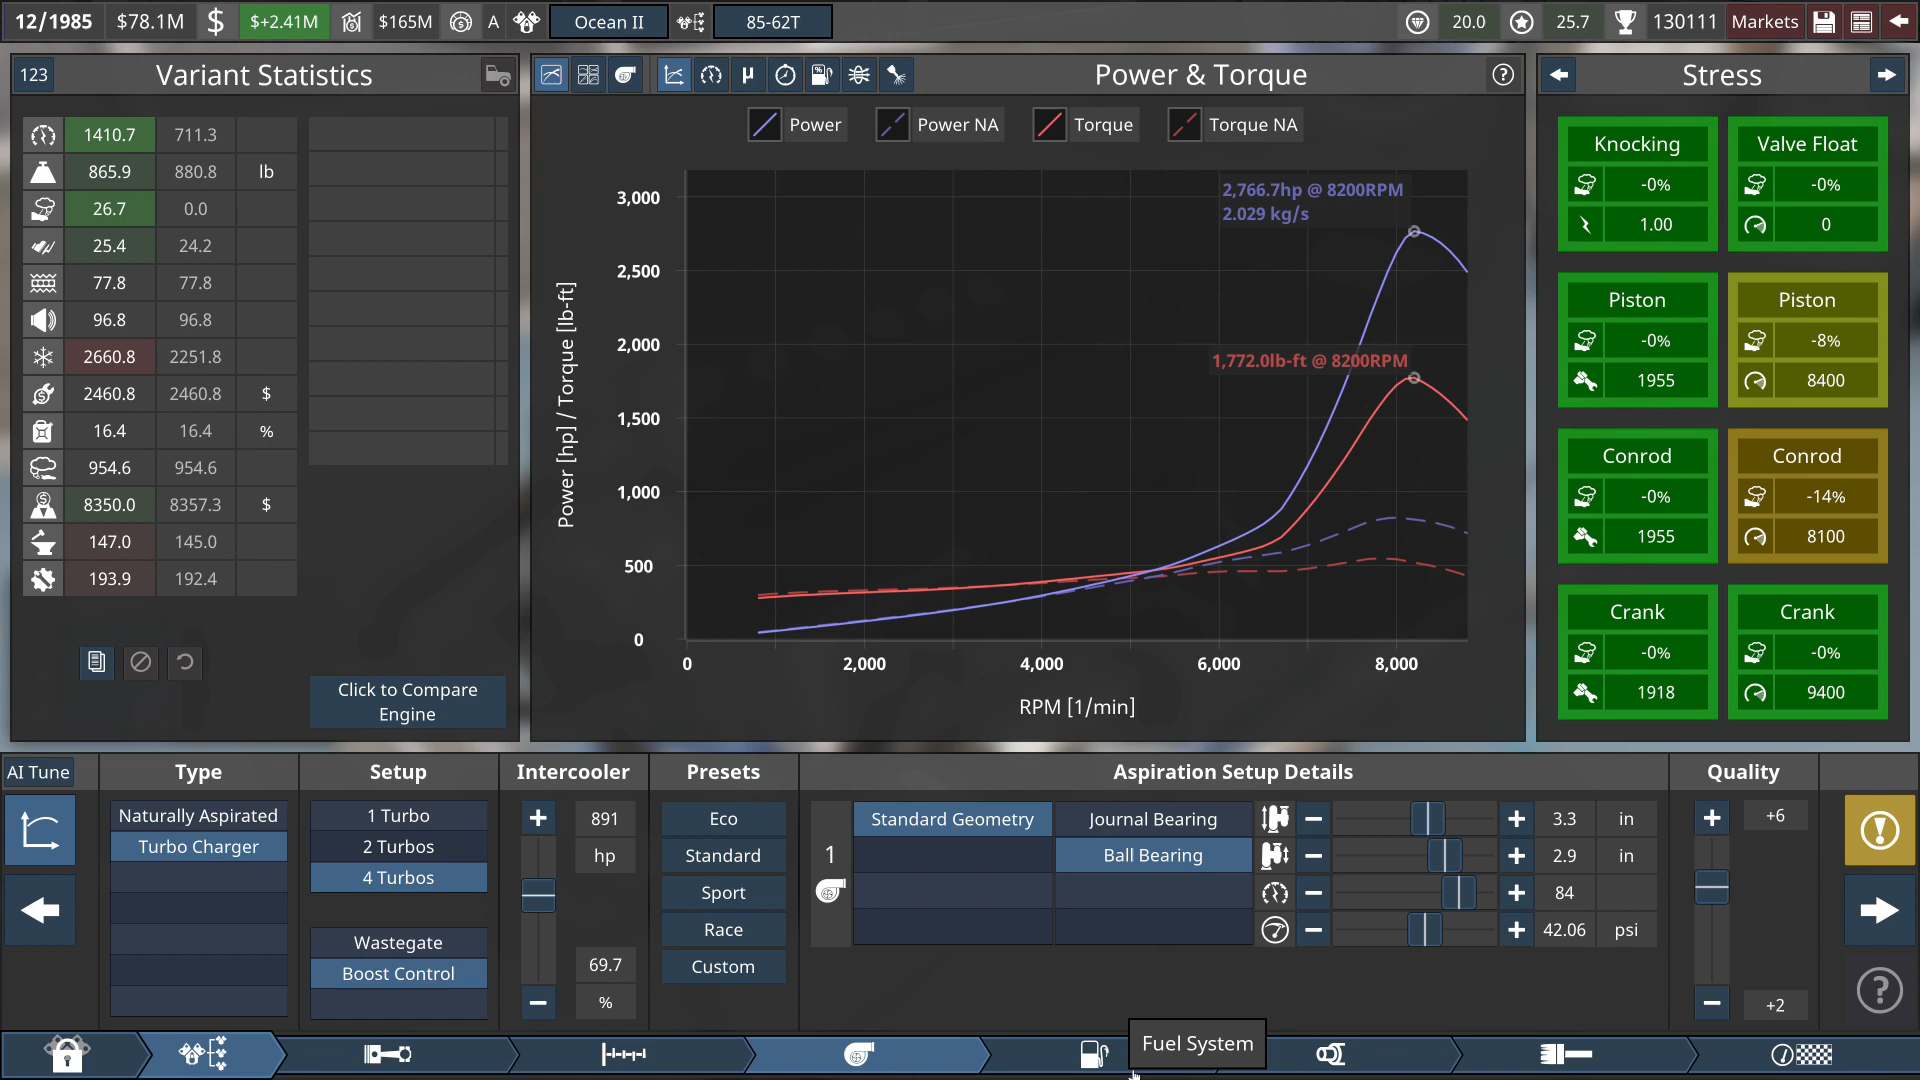 12/1985 $78.1M $ $+2.41M $165M A Ocean II 85-62T 20.0 25.7 130111 Markets
123 Variant Statistics
1410.7 711.3
865.9 880.8 lb
26.7 0.0
25.4 24.2
77.8 77.8
96.8 96.8
2660.8 2251.8
2460.8 2460.8 $
16.4 16.4 %
954.6 954.6
8350.0 8357.3 $
147.0 145.0
193.9 192.4
Click to Compare
Engine
Power & Torque
Power Power NA Torque Torque NA
2,766.7hp @ 8200RPM
2.029 kg/s
1,772.0lb-ft @ 8200RPM
Power [hp] / Torque [lb-ft]
3,000
2,500
2,000
1,500
1,000
500
0
0 2,000 4,000 6,000 8,000
RPM [1/min]
Stress
Knocking Valve Float
-0% -0%
1.00 0
Piston Piston
-0% -8%
1955 8400
Conrod Conrod
-0% -14%
1955 8100
Crank Crank
-0% -0%
1918 9400
AI Tune Type Setup Intercooler Presets Aspiration Setup Details Quality
Naturally Aspirated
Turbo Charger
1 Turbo
2 Turbos
4 Turbos
Wastegate
Boost Control
891
hp
69.7
%
Eco
Standard
Sport
Race
Custom
1
Standard Geometry Journal Bearing
Ball Bearing
3.3 in
2.9 in
84
42.06 psi
+6
+2
Fuel System